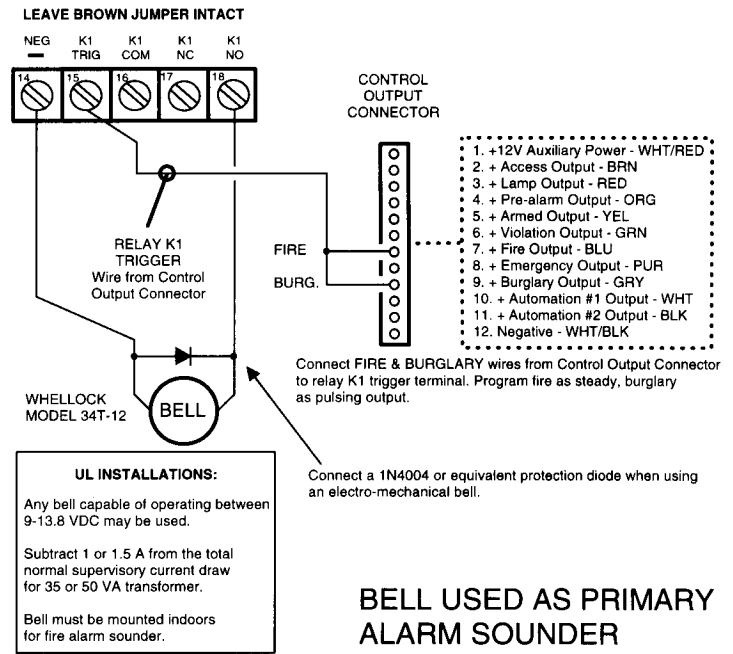 LEAVE BROWN JUMPER INTACT
NEG K1 K1 K1 K1
— TRIG COM NC NO
14 15 16 17 18
CONTROL
OUTPUT
CONNECTOR
1. +12V Auxiliary Power - WHT/RED
2. + Access Output - BRN
3. + Lamp Output - RED
4. + Pre-alarm Output - ORG
5. + Armed Output - YEL
6. + Violation Output - GRN
7. + Fire Output - BLU
8. + Emergency Output - PUR
9. + Burglary Output - GRY
10. + Automation #1 Output - WHT
11. + Automation #2 Output - BLK
12. Negative - WHT/BLK
RELAY K1
TRIGGER
Wire from Control
Output Connector
FIRE
BURG.
Connect FIRE & BURGLARY wires from Control Output Connector
to relay K1 trigger terminal. Program fire as steady, burglary
as pulsing output.
WHELLOCK
MODEL 34T-12
BELL
Connect a 1N4004 or equivalent protection diode when using
an electro-mechanical bell.
UL INSTALLATIONS:
Any bell capable of operating between
9-13.8 VDC may be used.
Subtract 1 or 1.5 A from the total
normal supervisory current draw
for 35 or 50 VA transformer.
Bell must be mounted indoors
for fire alarm sounder.
BELL USED AS PRIMARY
ALARM SOUNDER